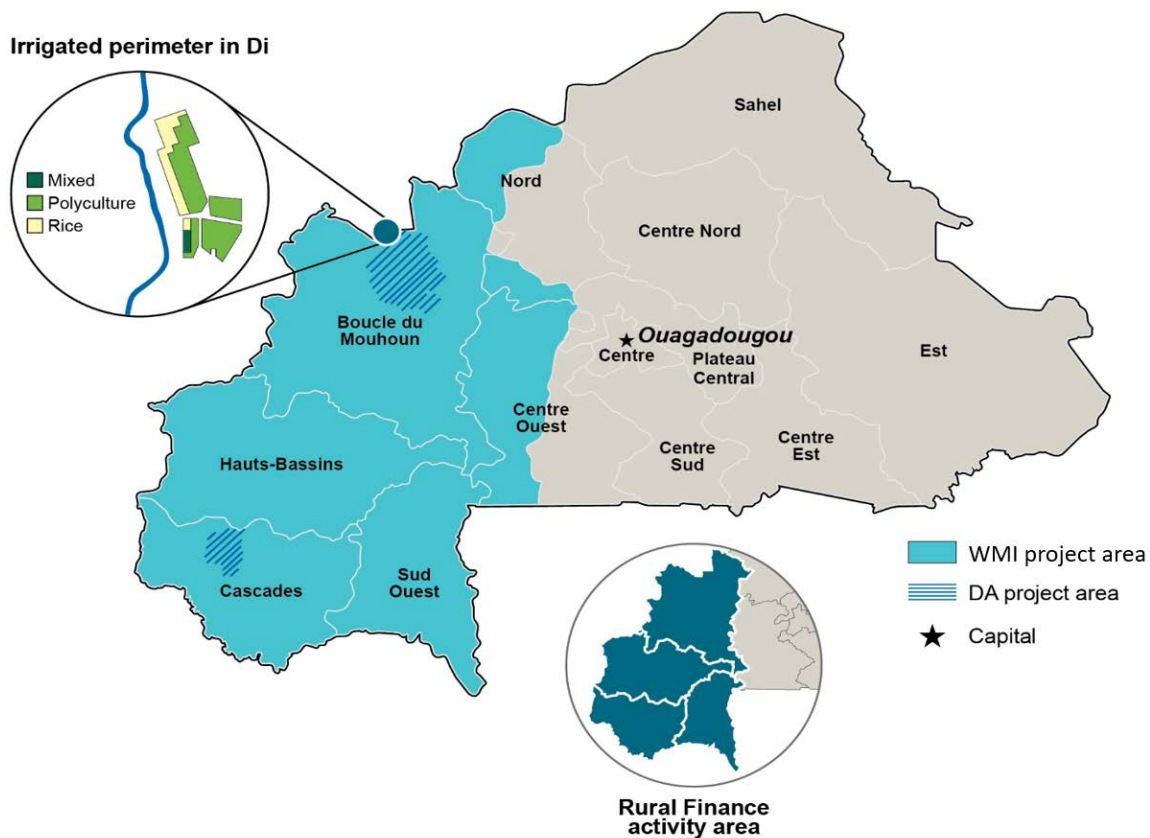 Irrigated perimeter in Di
Mixed
Polyculture
Rice
Sahel
Nord
Centre Nord
Boucle du
Mouhoun
Ouagadougou
Centre
Plateau
Central
Est
Centre
Ouest
Centre
Sud
Centre
Est
Hauts-Bassins
Cascades
Sud
Ouest
WMI project area
DA project area
Capital
Rural Finance
activity area